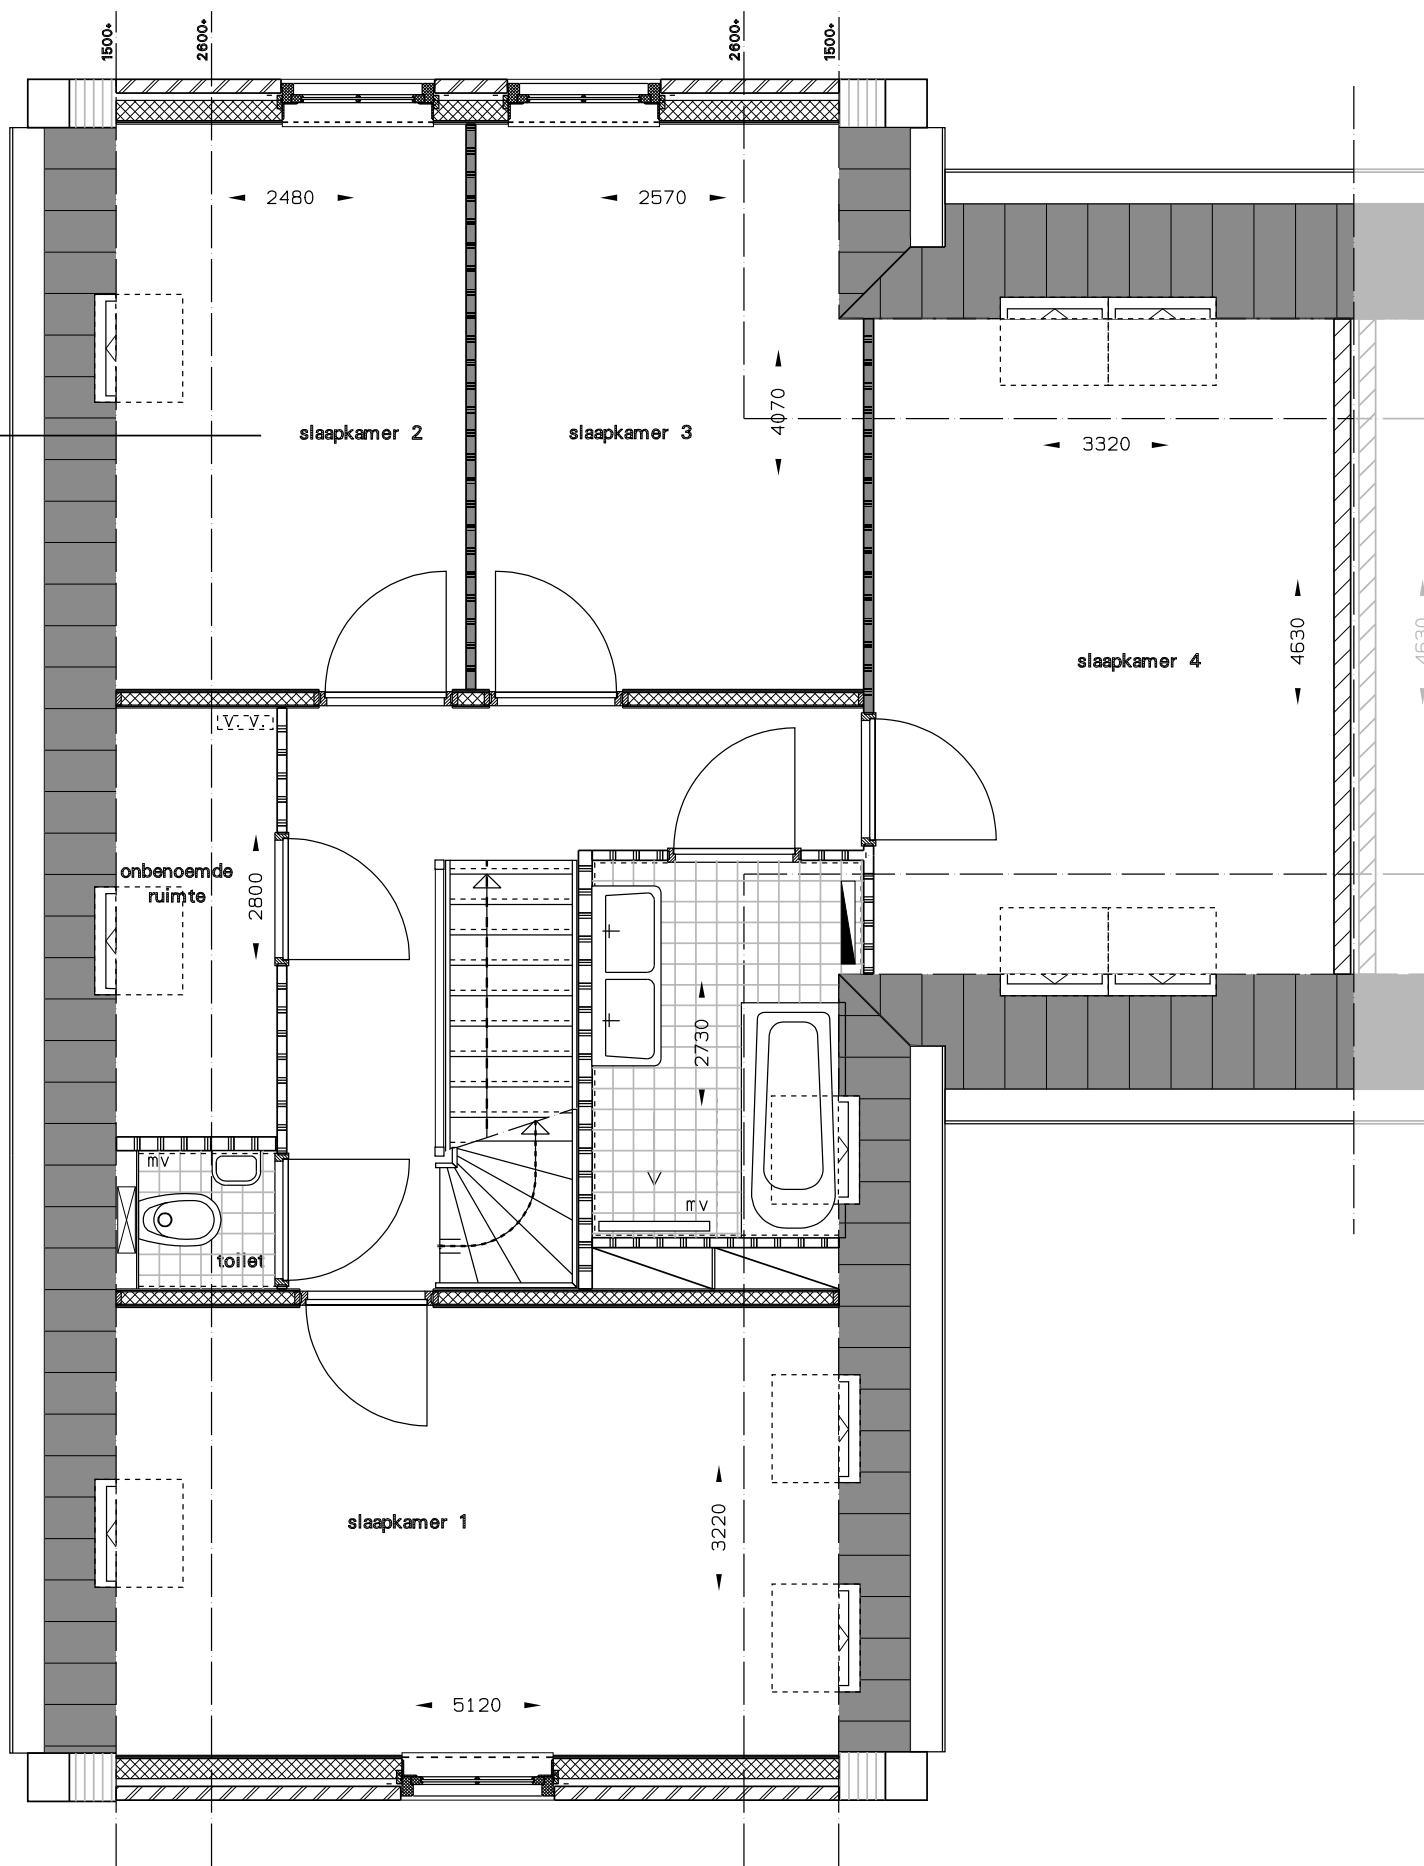 1500+
2600+
2600+
1500+
2480
2570
4070
slaapkamer 2
slaapkamer 3
3320
4630
4630
slaapkamer 4
V. V.
onbenoemde
ruimte
2800
2730
mv
mv
toilet
slaapkamer 1
3220
5120